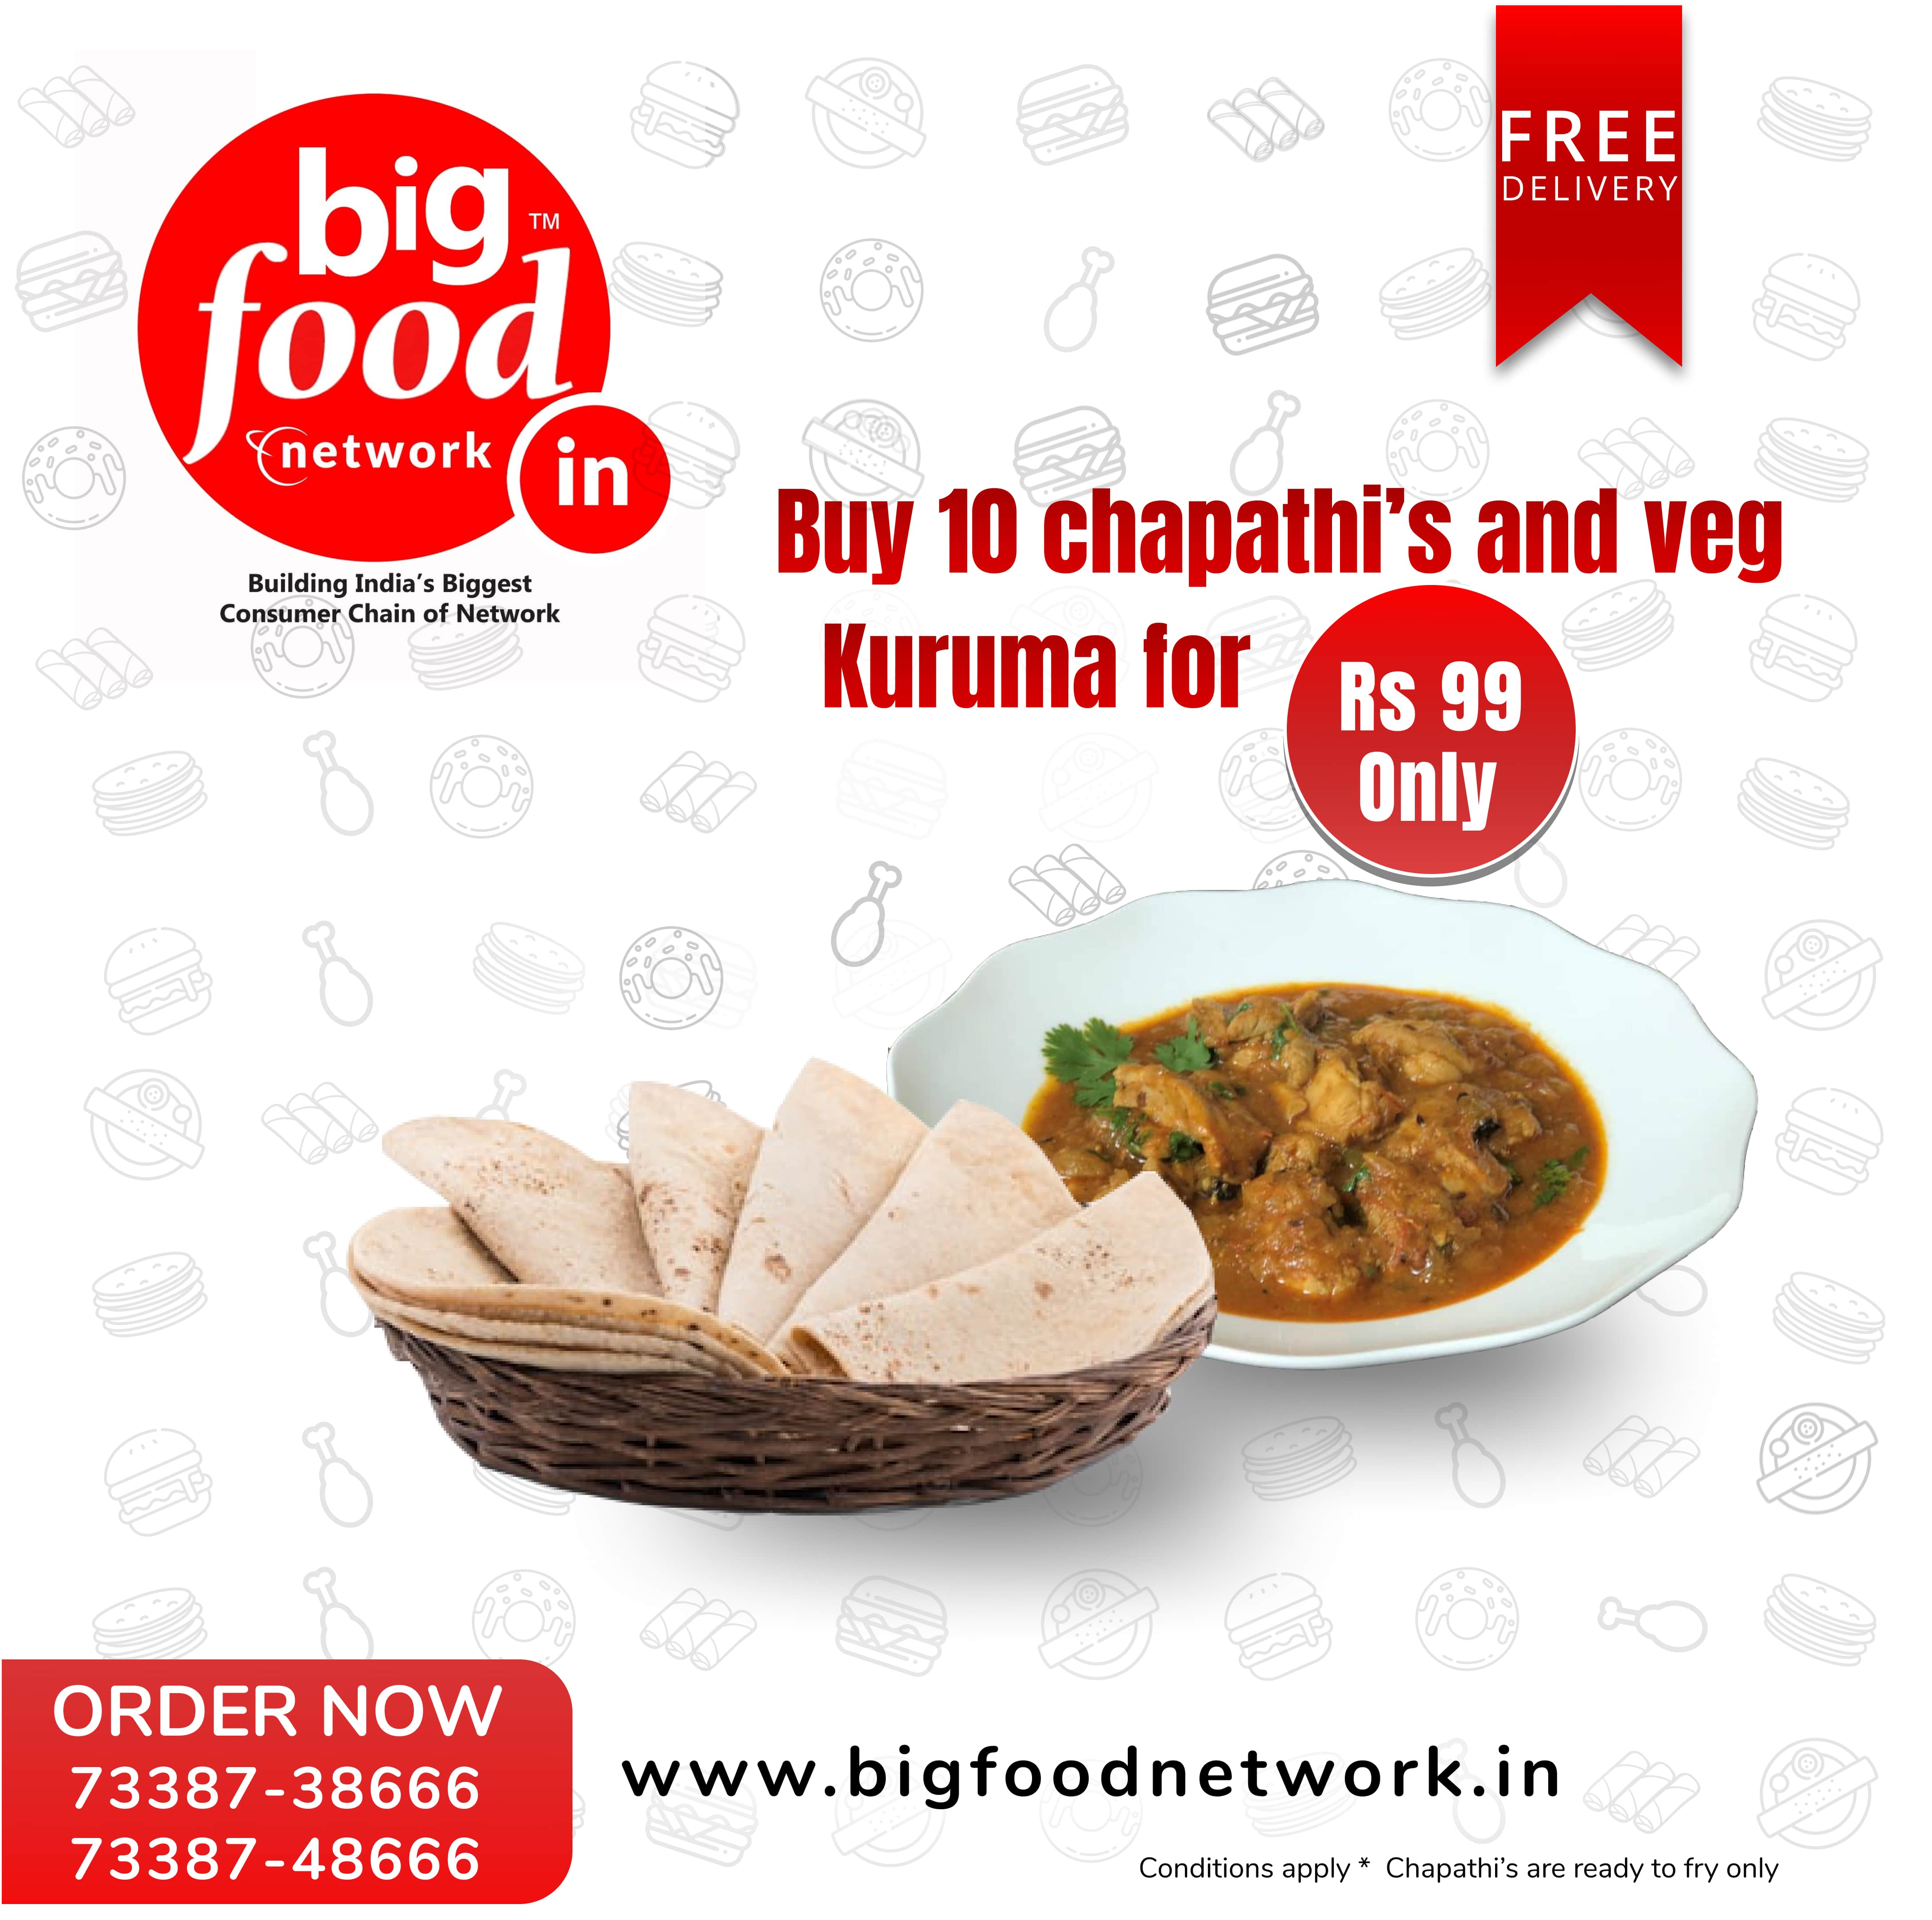 big
food
™
network
in
Building India's Biggest
Consumer Chain of Network
FREE
DELIVERY
Buy 10 chapathi's and veg
Kuruma for
Rs 99
Only
ORDER NOW
73387-38666
73387-48666
www.bigfoodnetwork.in
Conditions apply * Chapathi's are ready to fry only